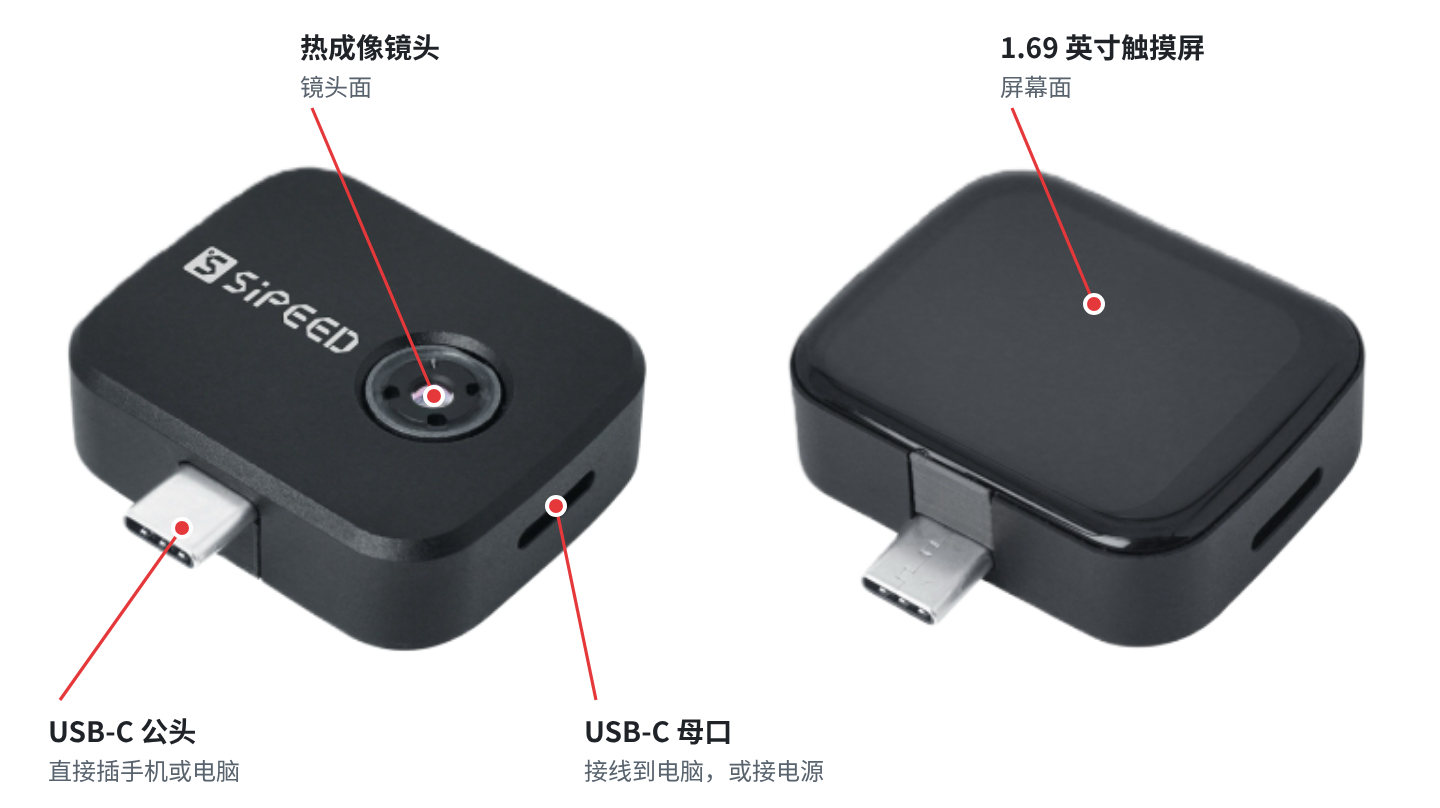 热成像镜头
镜头面
1.69 英寸触摸屏
屏幕面
SiPEED
USB-C 公头
直接插手机或电脑
USB-C 母口
接线到电脑，或接电源